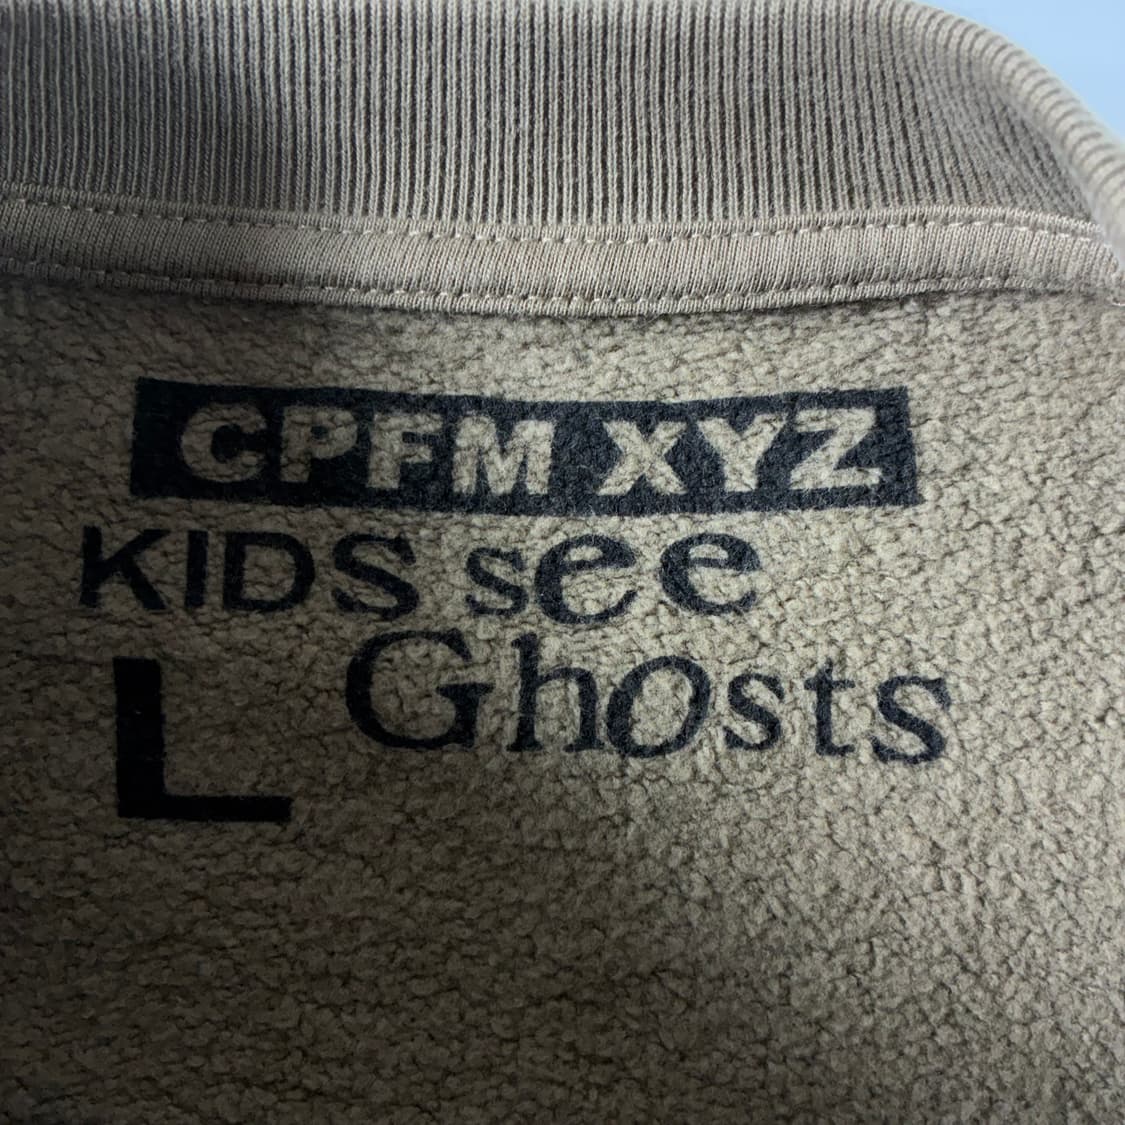 CPFM XYZ
KIDS see
Ghosts
L